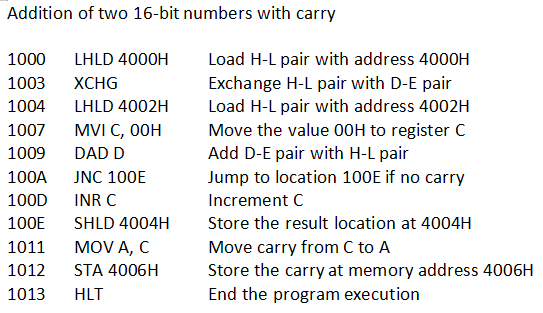 Addition of two 16-bit numbers with carry
1000 LHLD 4000H Load H-L pair with address 4000H
1003 XCHG Exchange H-L pair with D-E pair
1004 LHLD 4002H Load H-L pair with address 4002H
1007 MVI C, 00H Move the value 00H to register C
1009 DAD D Add D-E pair with H-L pair
100A JNC 100E Jump to location 100E if no carry
100D INR C Increment C
100E SHLD 4004H Store the result location at 4004H
1011 MOV A, C Move carry from C to A
1012 STA 4006H Store the carry at memory address 4006H
1013 HLT End the program execution